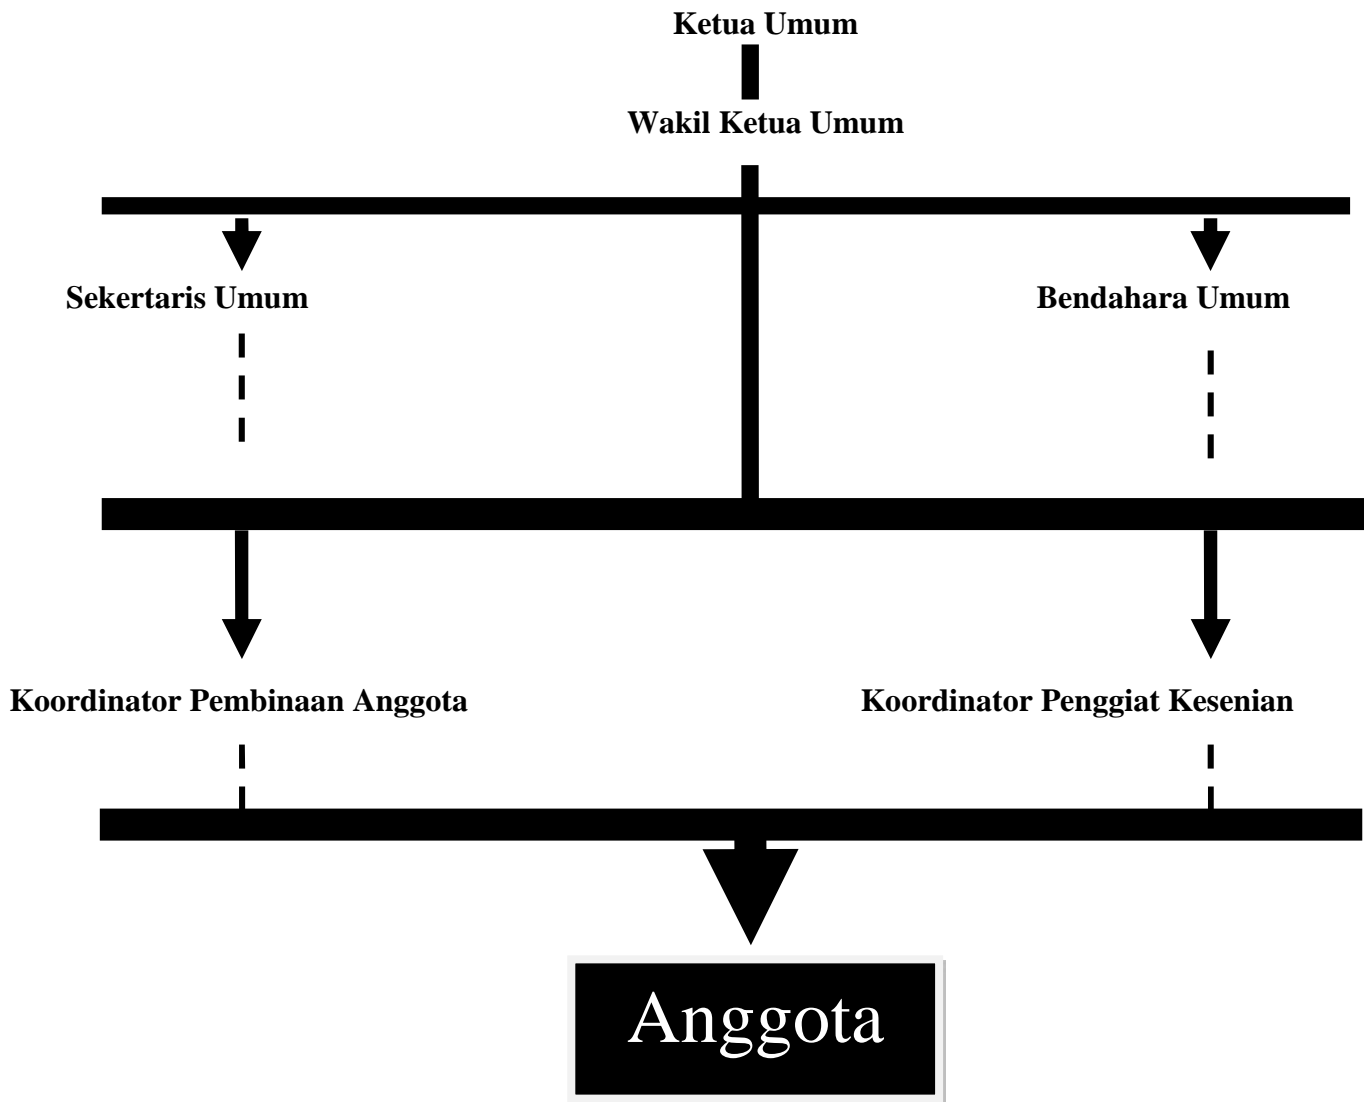 Ketua Umum
Wakil Ketua Umum
Sekertaris Umum
Bendahara Umum
Koordinator Pembinaan Anggota
Koordinator Penggiat Kesenian
Anggota